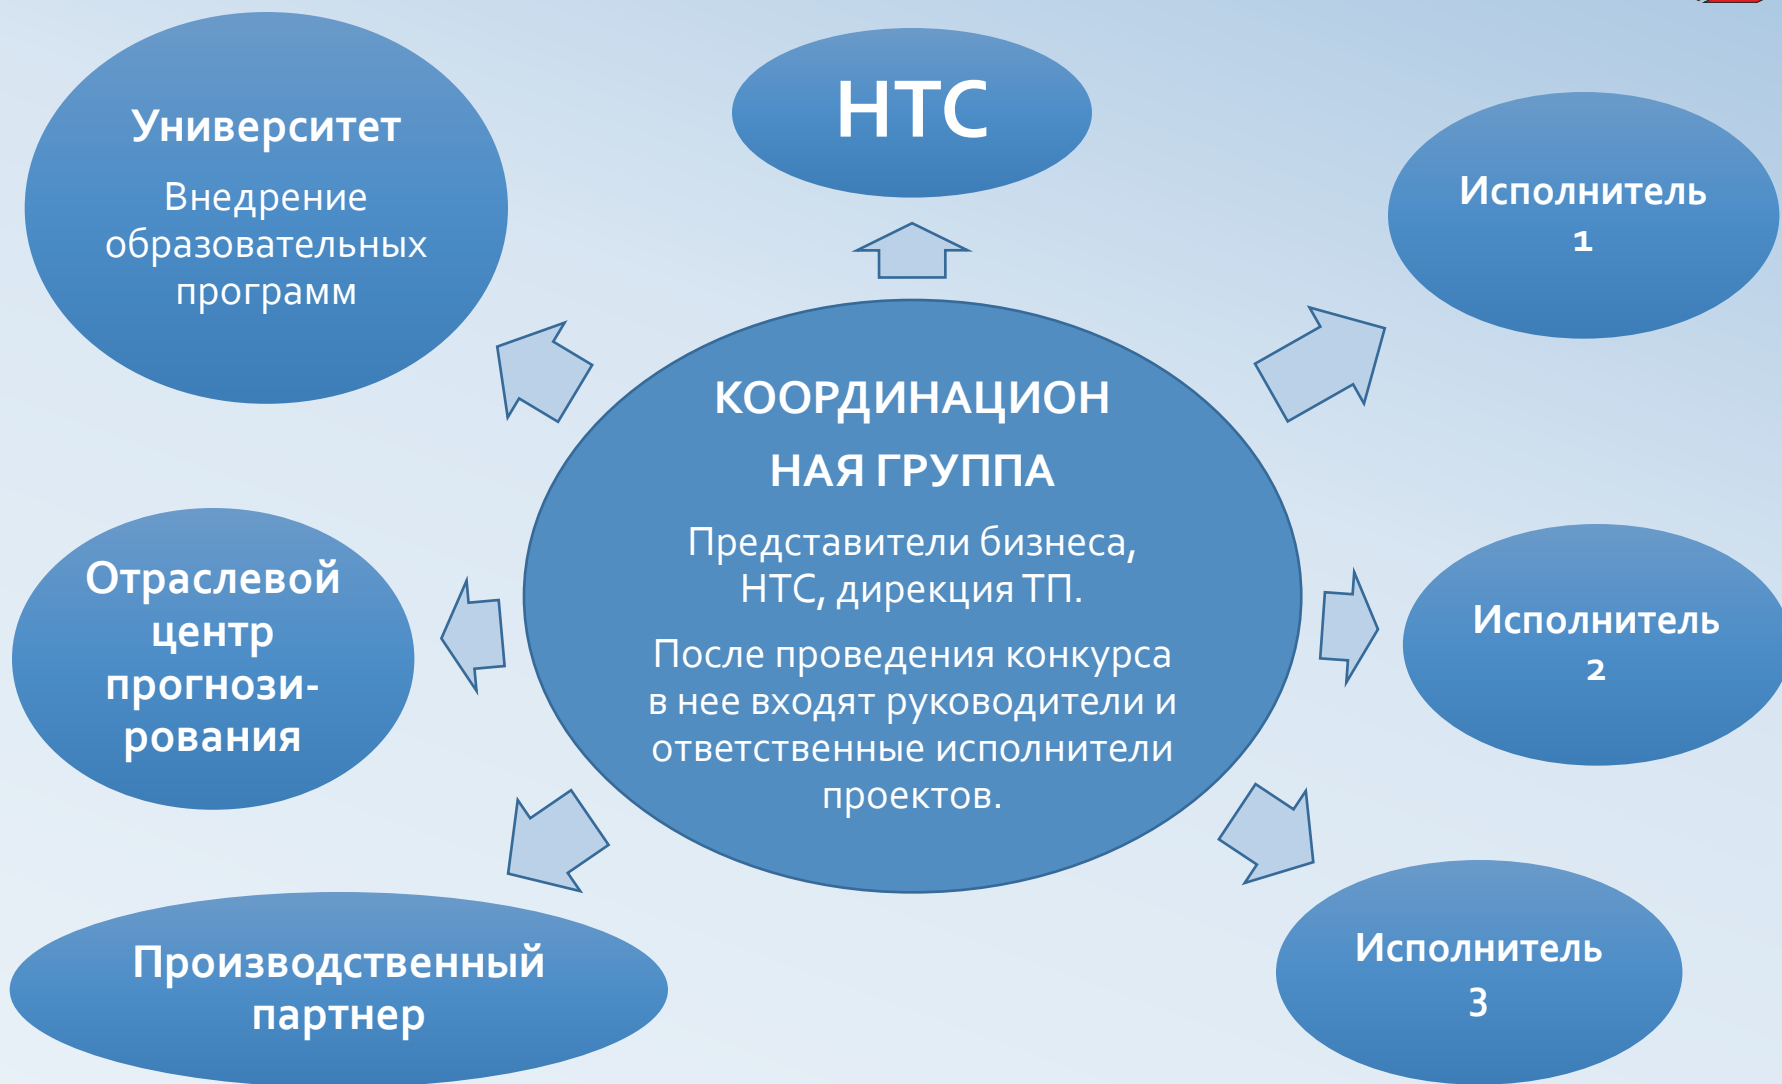 Университет
Внедрение
образовательных
программ
НТС
Исполнитель
1
КООРДИНАЦИОН
НАЯ ГРУППА
Представители бизнеса,
НТС, дирекция ТП.
После проведения конкурса
в нее входят руководители и
ответственные исполнители
проектов.
Отраслевой
центр
прогнози-
рования
Исполнитель
2
Производственный
партнер
Исполнитель
3